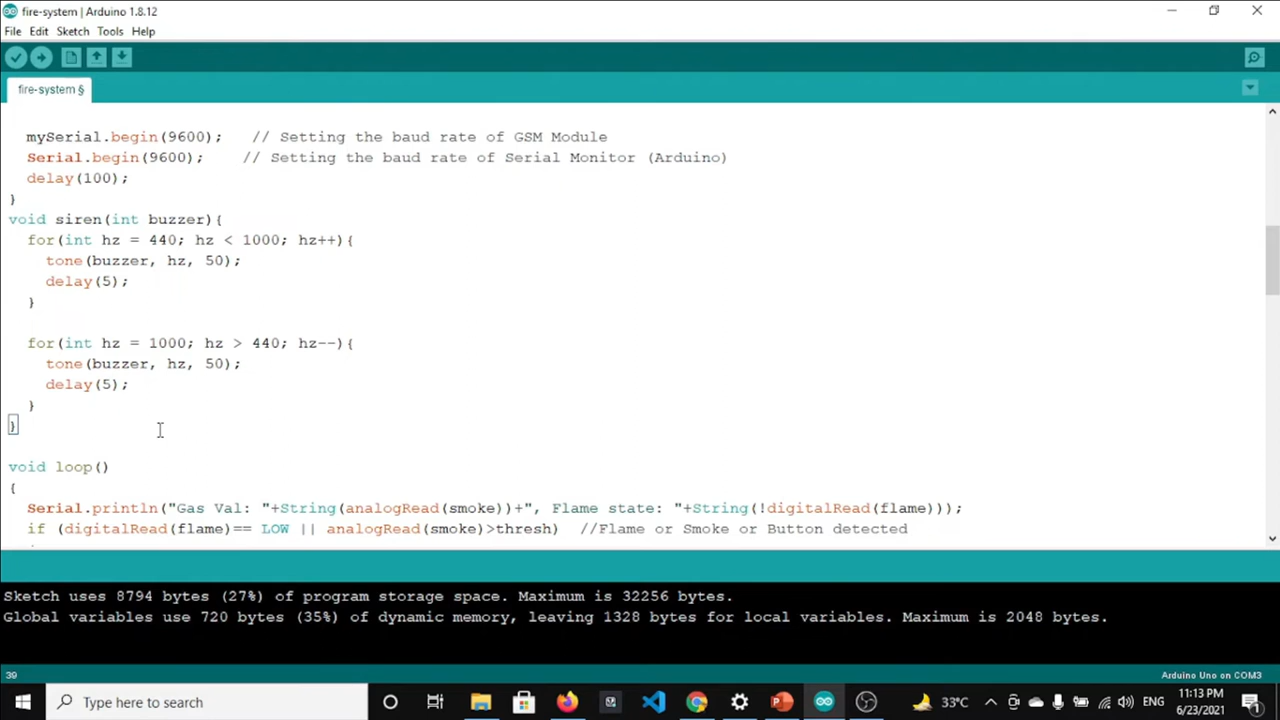 fire-system | Arduino 1.8.12
File Edit Sketch Tools Help
fire-system §
mySerial.begin(9600);   // Setting the baud rate of GSM Module
Serial.begin(9600);    // Setting the baud rate of Serial Monitor (Arduino)
delay(100);
}
void siren(int buzzer){
for(int hz = 440; hz < 1000; hz++){
tone(buzzer, hz, 50);
delay(5);
}
for(int hz = 1000; hz > 440; hz--){
tone(buzzer, hz, 50);
delay(5);
}
}
void loop()
{
Serial.println("Gas Val: "+String(analogRead(smoke))+", Flame state: "+String(!digitalRead(flame)));
if (digitalRead(flame)== LOW || analogRead(smoke)>thresh)  //Flame or Smoke or Button detected
Sketch uses 8794 bytes (27%) of program storage space. Maximum is 32256 bytes.
Global variables use 720 bytes (35%) of dynamic memory, leaving 1328 bytes for local variables. Maximum is 2048 bytes.
39 Arduino Uno on COM3
Type here to search 33°C ENG 11:13 PM
6/23/2021 1